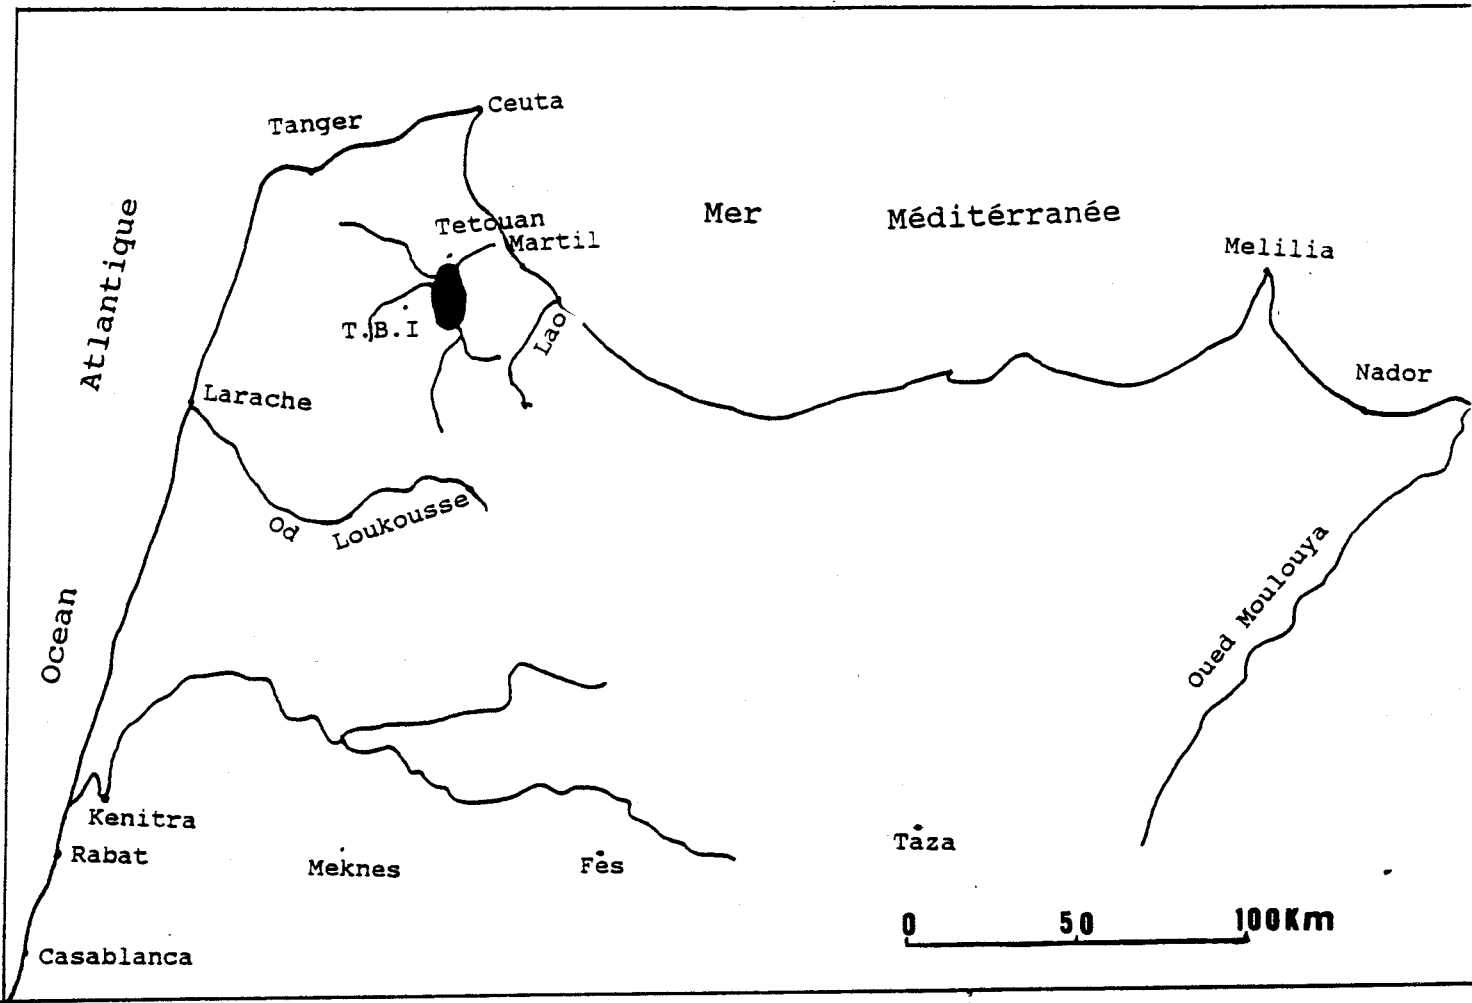 Ceuta
Tanger
Tetouan
Martil
Mer Méditérranée
Melilia
Atlantique
T.B.I
Lao
Nador
Larache
Od Loukousse
Oued Moulouya
Ocean
Kenitra
Rabat
Meknes
Fes
Taza
0 50 100Km
Casablanca